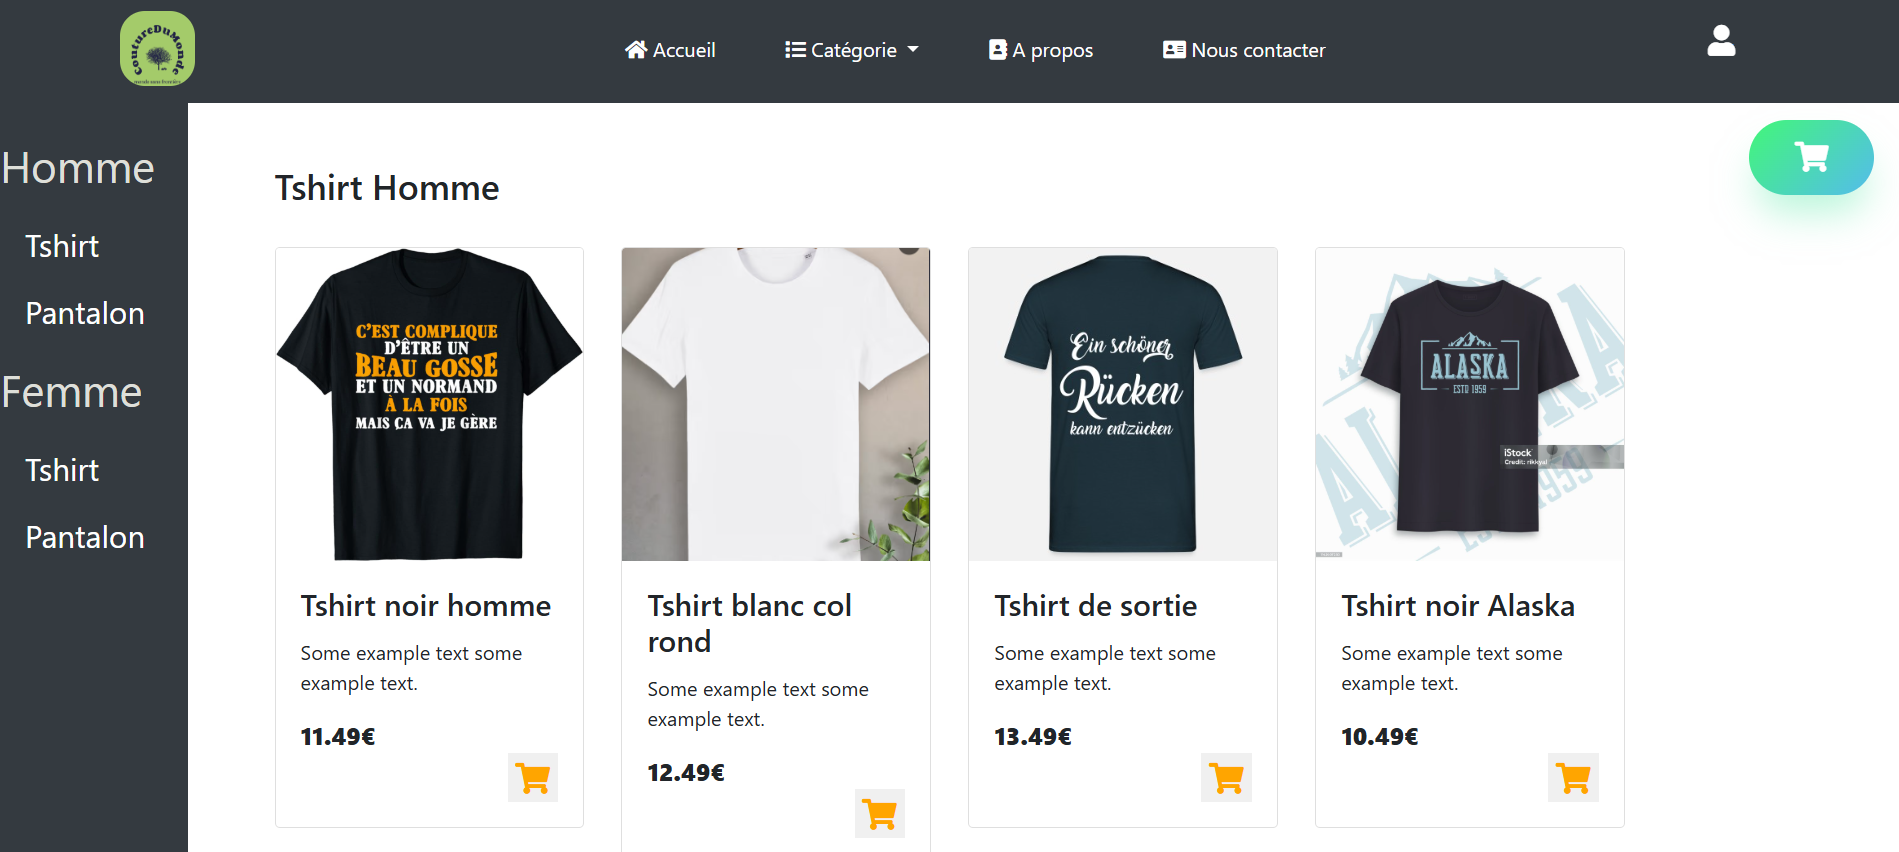 CoutureDuMonde
Accueil
Catégorie
A propos
Nous contacter
Homme
Tshirt
Pantalon
Femme
Tshirt
Pantalon
Tshirt Homme
C'EST COMPLIQUE
D'ÊTRE UN
BEAU GOSSE
ET UN NORMAND
À LA FOIS
MAIS ÇA VA JE GÈRE
Tshirt noir homme
Some example text some
example text.
11.49€
Tshirt blanc col
rond
Some example text some
example text.
12.49€
Ein schöner
Rücken
kann entzücken
Tshirt de sortie
Some example text some
example text.
13.49€
ALASKA
ESTD 1959
iStock
Credit: rikkyal
1959
Tshirt noir Alaska
Some example text some
example text.
10.49€